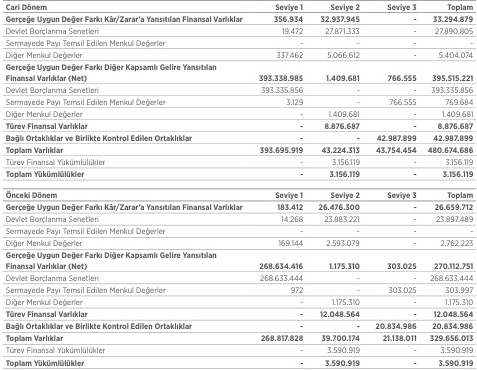 Cari Dönem Seviye 1 Seviye 2 Seviye 3 Toplam
Gerçeğe Uygun Değer Farkı Kâr/Zarar'a Yansıtılan Finansal Varlıklar 356.934 32.937.945 - 33.294.879
Devlet Borçlanma Senetleri 19.472 27.871.333 - 27.890.805
Sermayede Payı Temsil Edilen Menkul Değerler - - - -
Diğer Menkul Değerler 337.462 5.066.612 - 5.404.074
Gerçeğe Uygun Değer Farkı Diğer Kapsamlı Gelire Yansıtılan
Finansal Varlıklar (Net) 393.338.985 1.409.681 766.555 395.515.221
Devlet Borçlanma Senetleri 393.335.856 - - 393.335.856
Sermayede Payı Temsil Edilen Menkul Değerler 3.129 - 766.555 769.684
Diğer Menkul Değerler - 1.409.681 - 1.409.681
Türev Finansal Varlıklar - 8.876.687 - 8.876.687
Bağlı Ortaklıklar ve Birlikte Kontrol Edilen Ortaklıklar - - 42.987.899 42.987.899
Toplam Varlıklar 393.695.919 43.224.313 43.754.454 480.674.686
Türev Finansal Yükümlülükler - 3.156.119 - 3.156.119
Toplam Yükümlülükler - 3.156.119 - 3.156.119
Önceki Dönem Seviye 1 Seviye 2 Seviye 3 Toplam
Gerçeğe Uygun Değer Farkı Kâr/Zarar'a Yansıtılan Finansal Varlıklar 183.412 26.476.300 - 26.659.712
Devlet Borçlanma Senetleri 14.268 23.883.221 - 23.897.489
Sermayede Payı Temsil Edilen Menkul Değerler - - - -
Diğer Menkul Değerler 169.144 2.593.079 - 2.762.223
Gerçeğe Uygun Değer Farkı Diğer Kapsamlı Gelire Yansıtılan
Finansal Varlıklar (Net) 268.634.416 1.175.310 303.025 270.112.751
Devlet Borçlanma Senetleri 268.633.444 - - 268.633.444
Sermayede Payı Temsil Edilen Menkul Değerler 972 - 303.025 303.997
Diğer Menkul Değerler - 1.175.310 - 1.175.310
Türev Finansal Varlıklar - 12.048.564 - 12.048.564
Bağlı Ortaklıklar ve Birlikte Kontrol Edilen Ortaklıklar - - 20.834.986 20.834.986
Toplam Varlıklar 268.817.828 39.700.174 21.138.011 329.656.013
Türev Finansal Yükümlülükler - 3.590.919 - 3.590.919
Toplam Yükümlülükler - 3.590.919 - 3.590.919